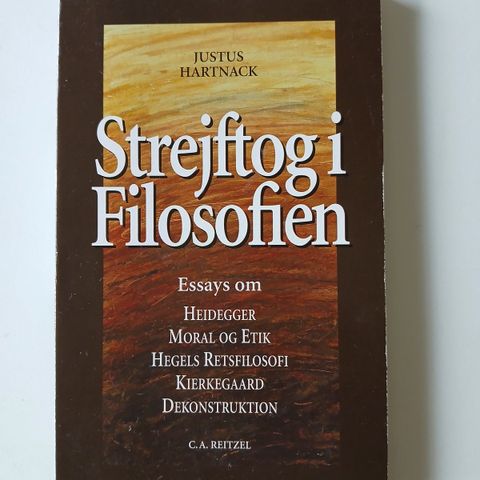 JUSTUS
HARTNACK
Strejftog i
Filosofien
Essays om
HEIDEGGER
MORAL OG ETIK
HEGELS RETSFILOSOFI
KIERKEGAARD
DEKONSTRUKTION
C.A. REITZEL